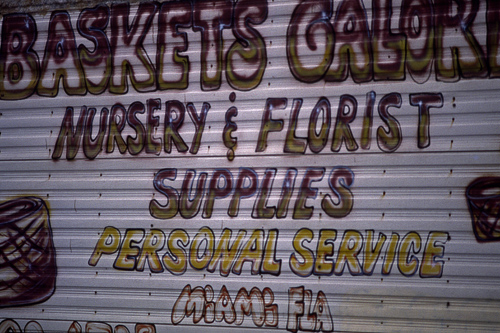 BASKETS GALORE
NURSERY & FLORIST
SUPPLIES
PERSONAL SERVICE
MIAMI FLA